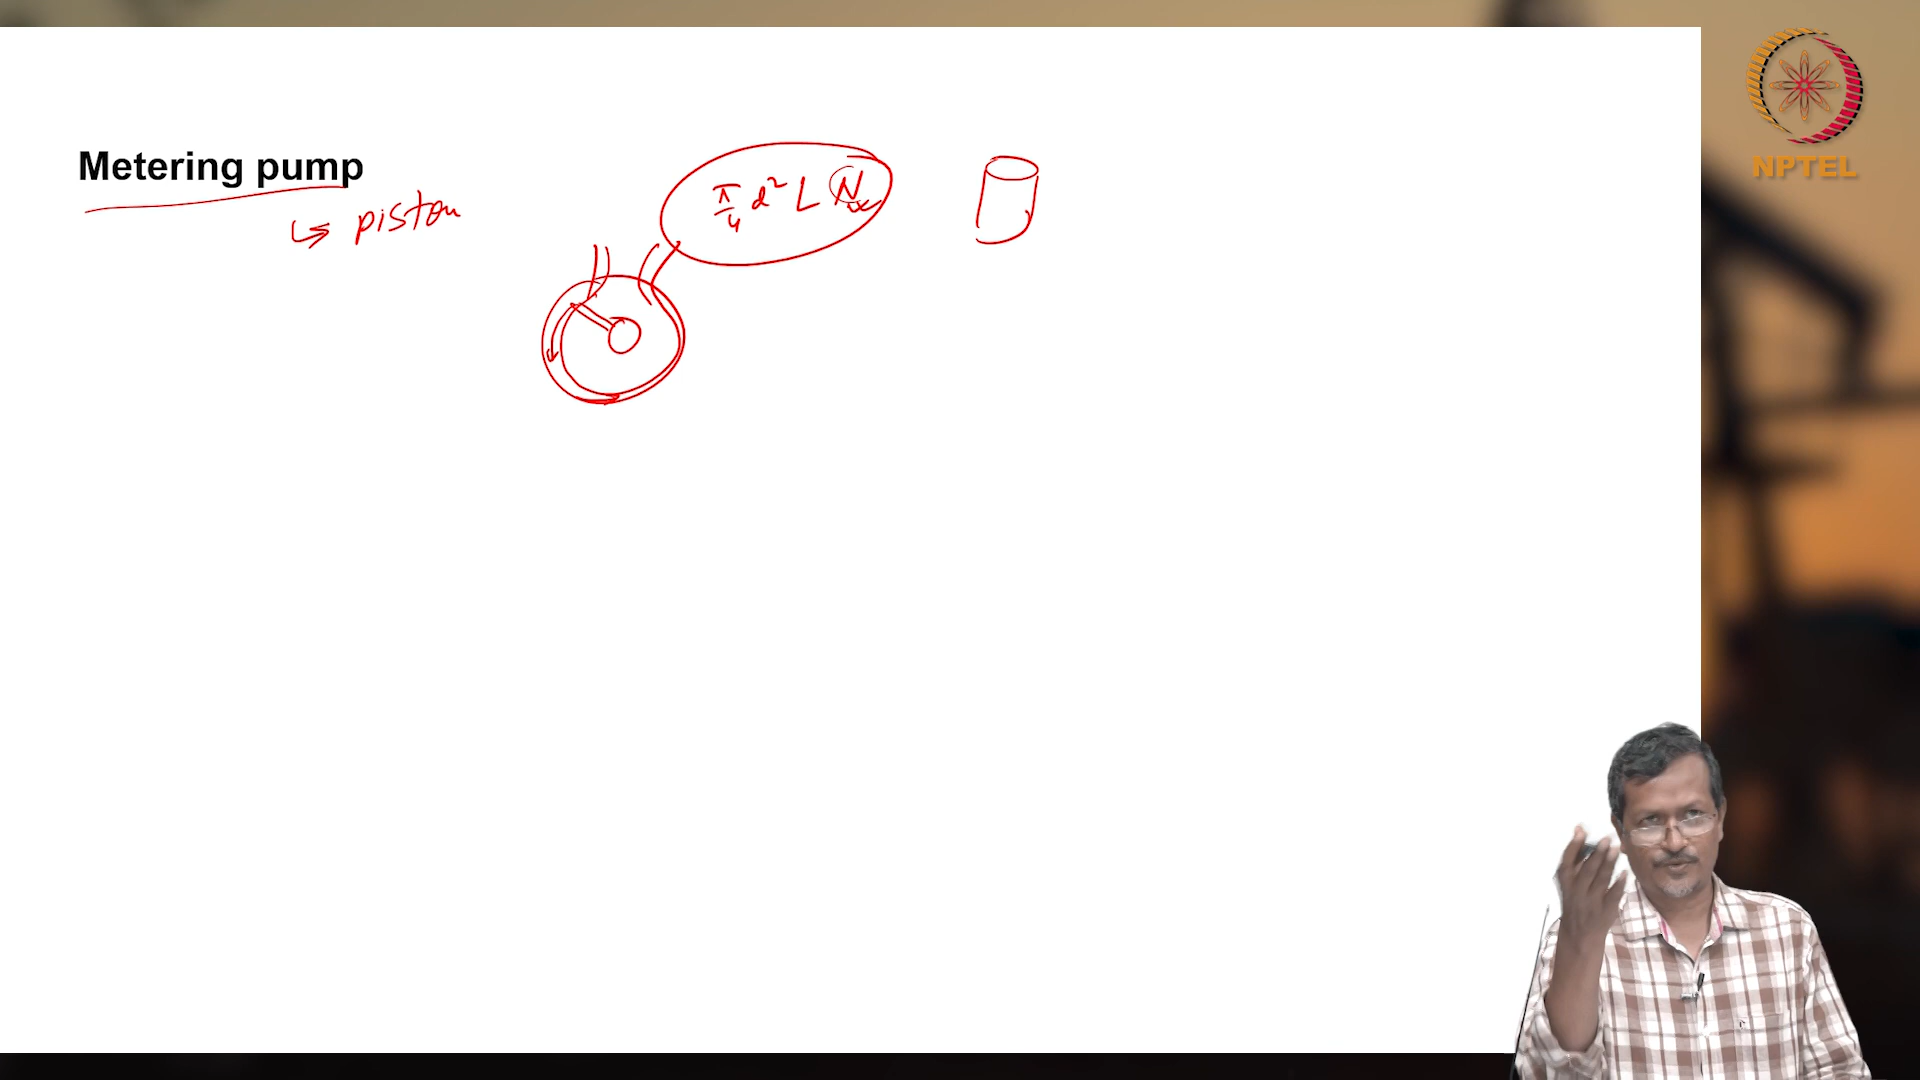 Metering pump
↳ piston
π/4 d² L N
NPTEL